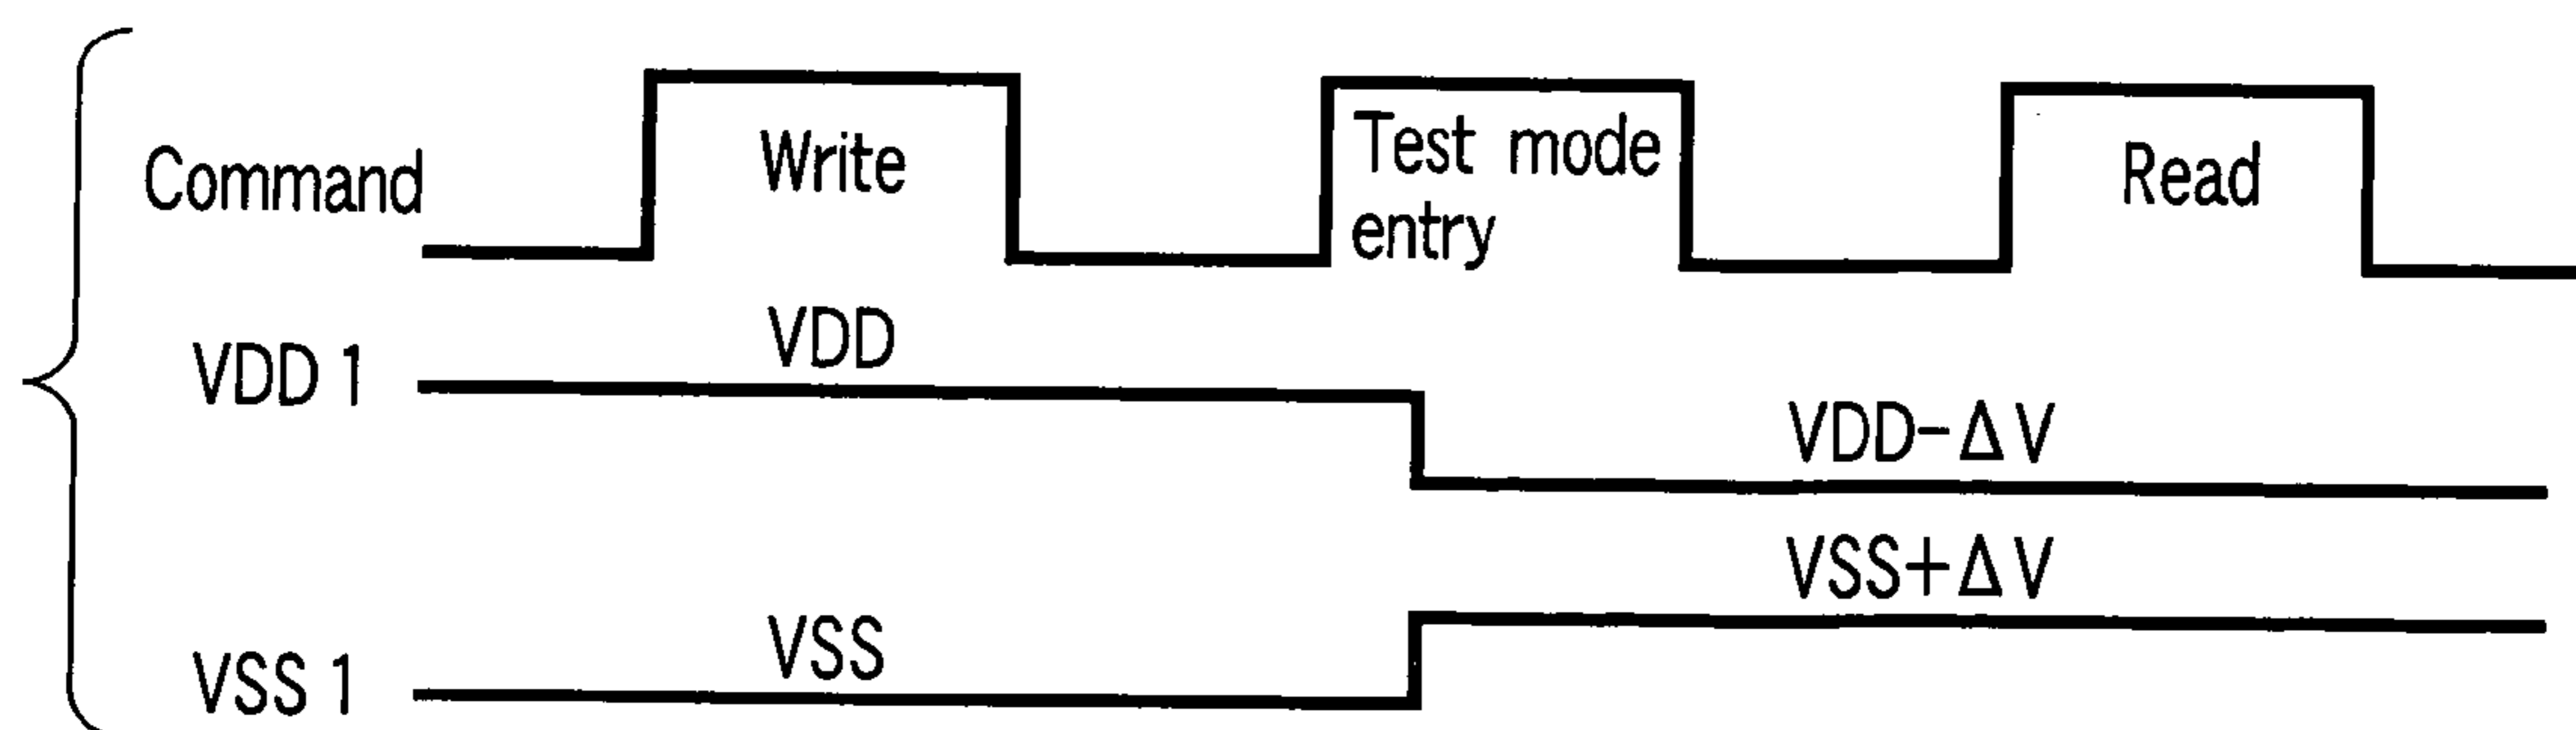 Command
Write
Test mode
entry
Read
VDD 1
VDD
VDD-ΔV
VSS+ΔV
VSS 1
VSS